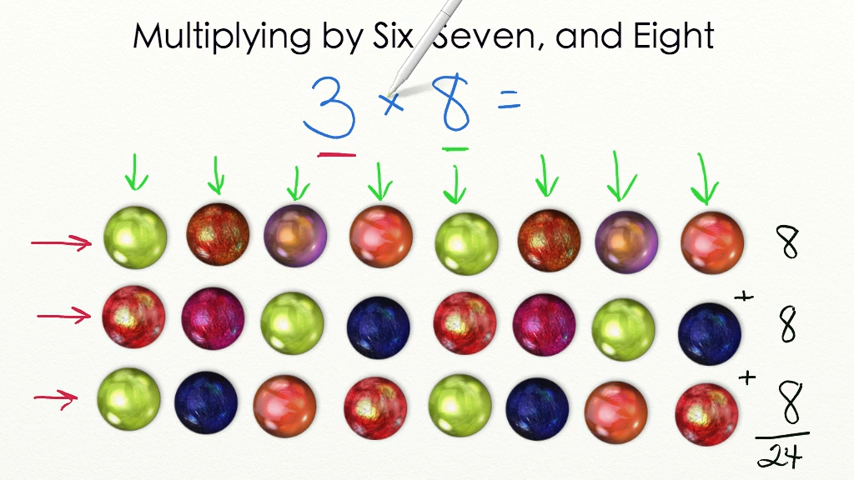 Multiplying by Six, Seven, and Eight
3 × 8 =
8
+ 8
+ 8
24